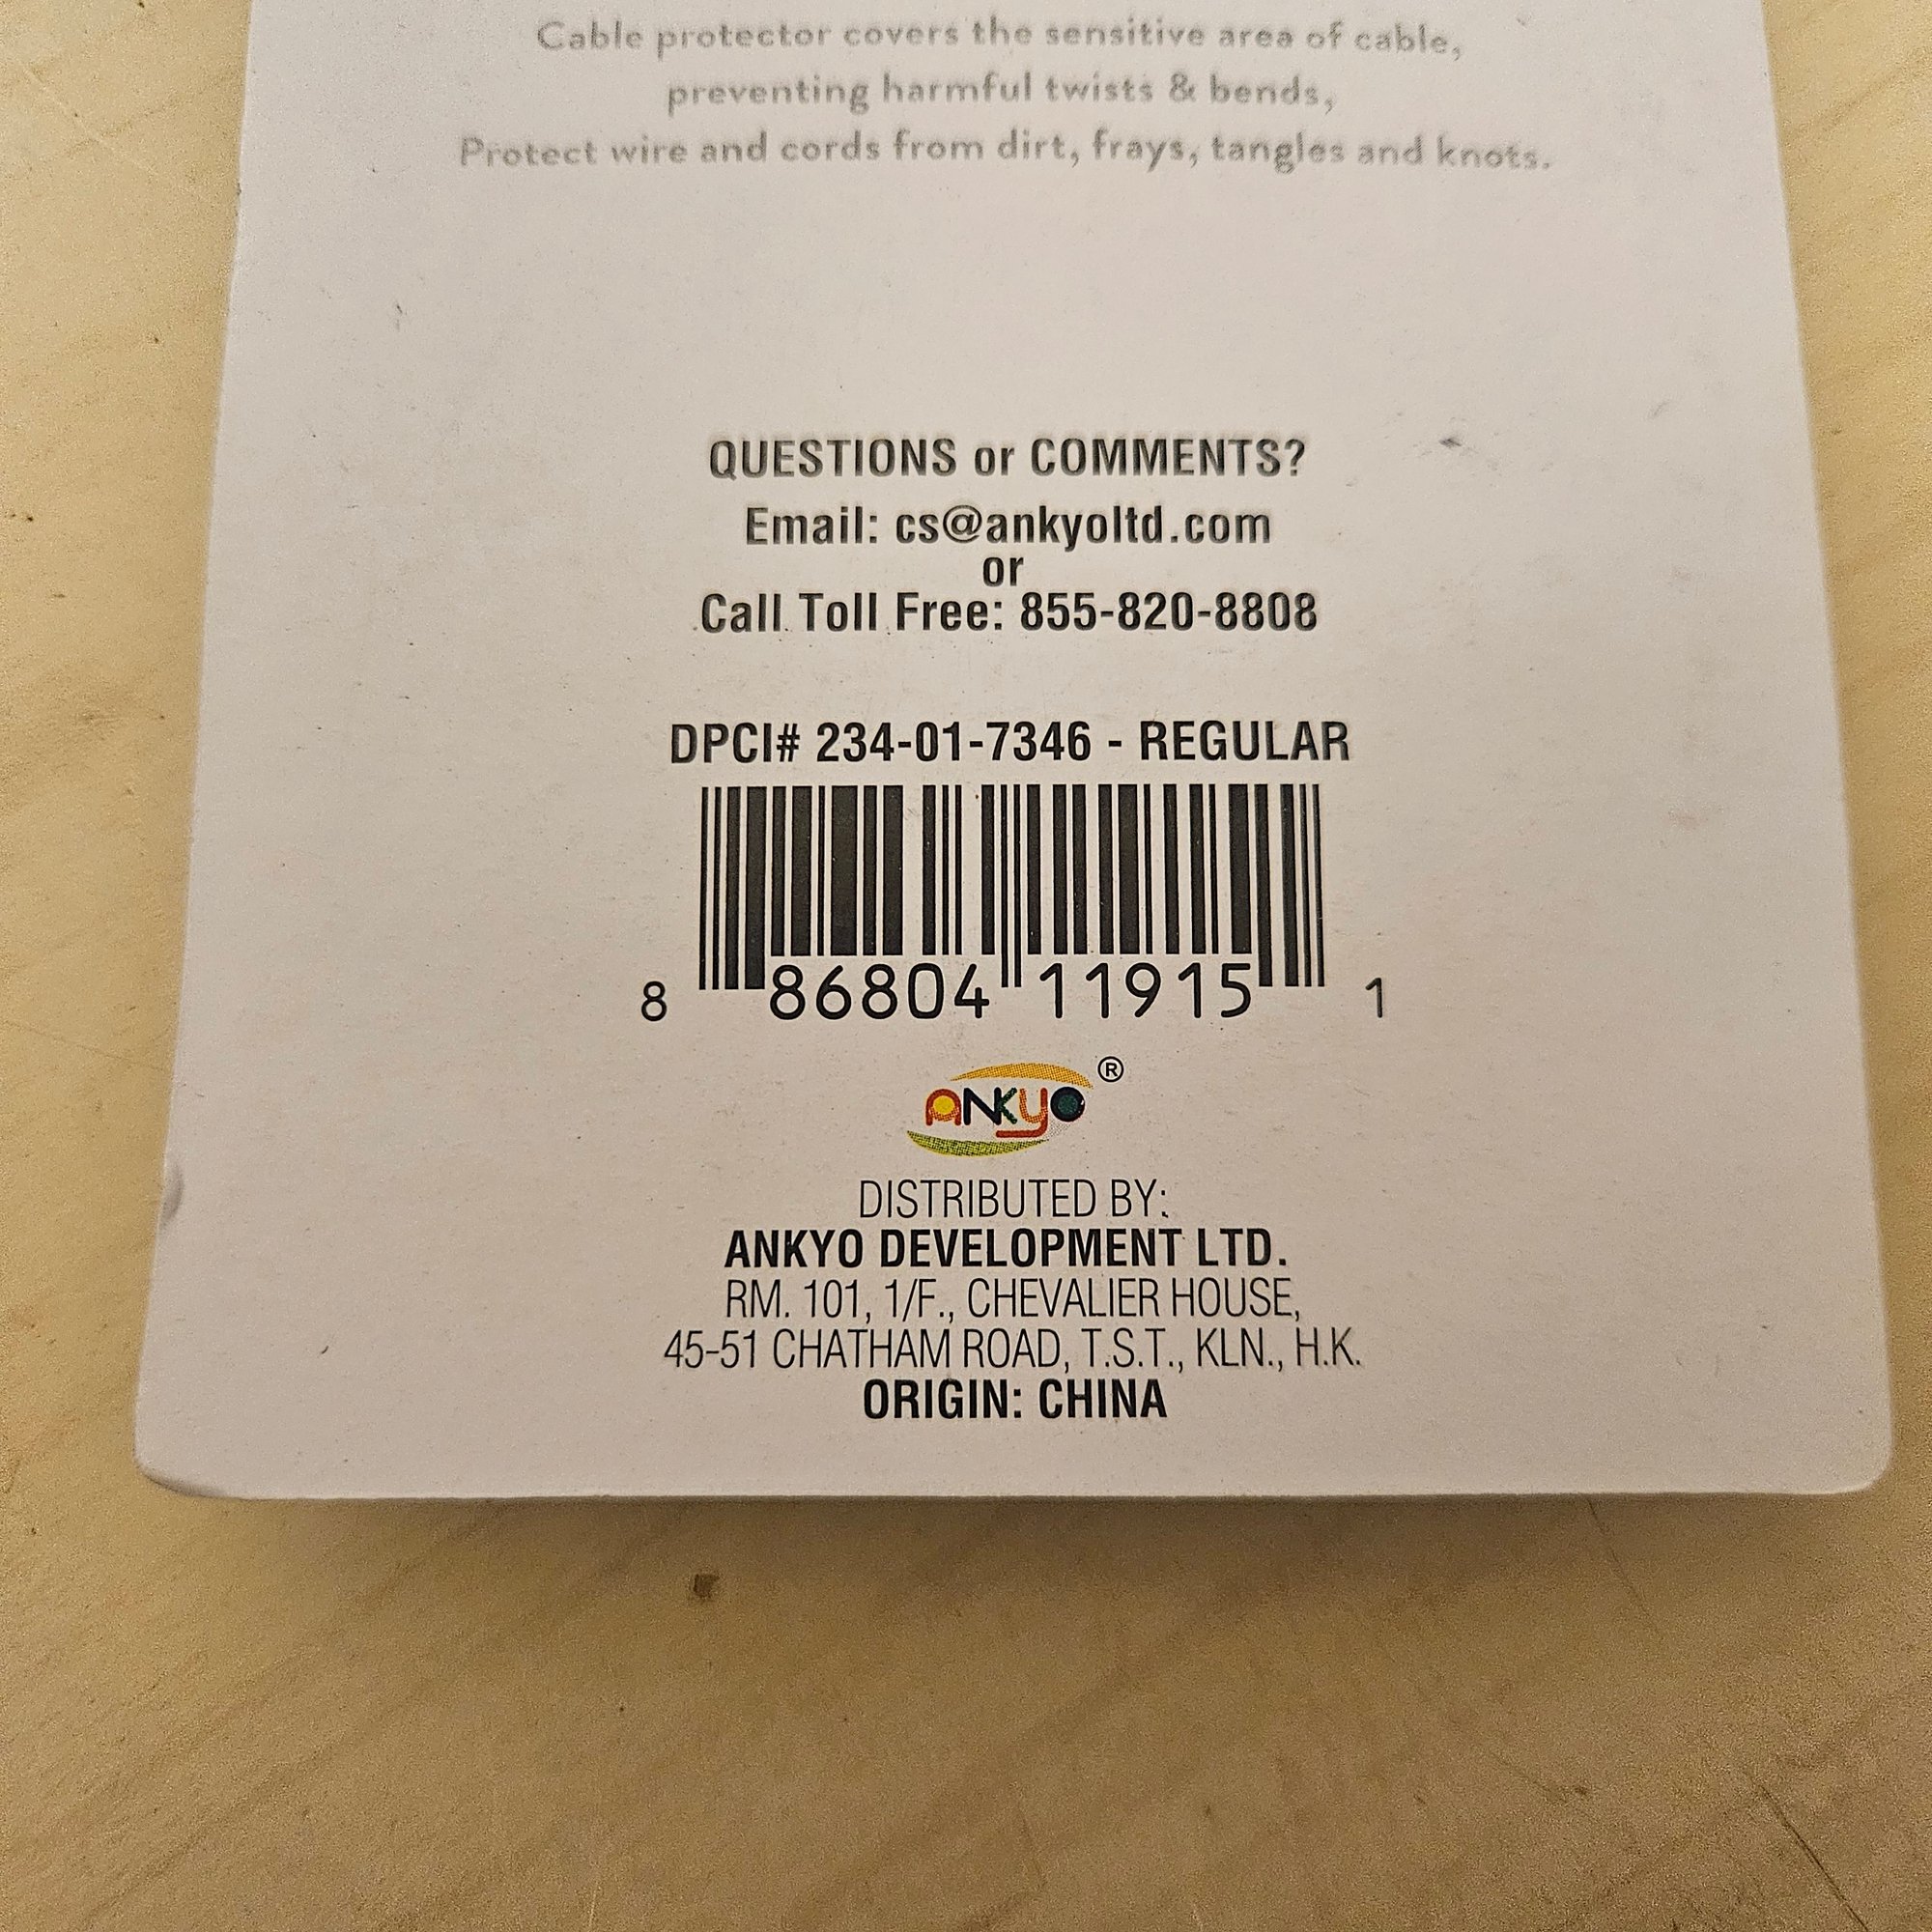 Cable protector covers the sensitive area of cable,
preventing harmful twists & bends,
Protect wire and cords from dirt, frays, tangles and knots.
QUESTIONS or COMMENTS?
Email: cs@ankyoltd.com
or
Call Toll Free: 855-820-8808
DPCI# 234-01-7346 - REGULAR
8 86804 11915 1
ANKYO ®
DISTRIBUTED BY:
ANKYO DEVELOPMENT LTD.
RM. 101, 1/F., CHEVALIER HOUSE,
45-51 CHATHAM ROAD, T.S.T., KLN., H.K.
ORIGIN: CHINA